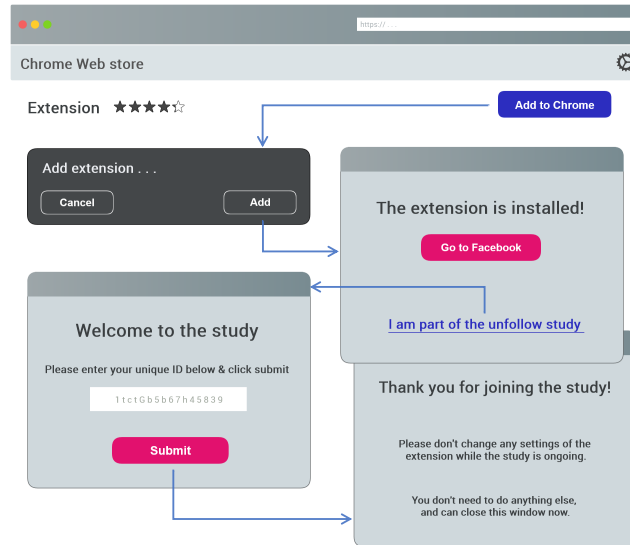 https://...
Chrome Web store
Extension
Add to Chrome
Add extension . . .
Cancel
Add
The extension is installed!
Go to Facebook
I am part of the unfollow study
Welcome to the study
Please enter your unique ID below & click submit
1tctGb5b67h45839
Submit
Thank you for joining the study!
Please don't change any settings of the
extension while the study is ongoing.
You don't need to do anything else,
and can close this window now.